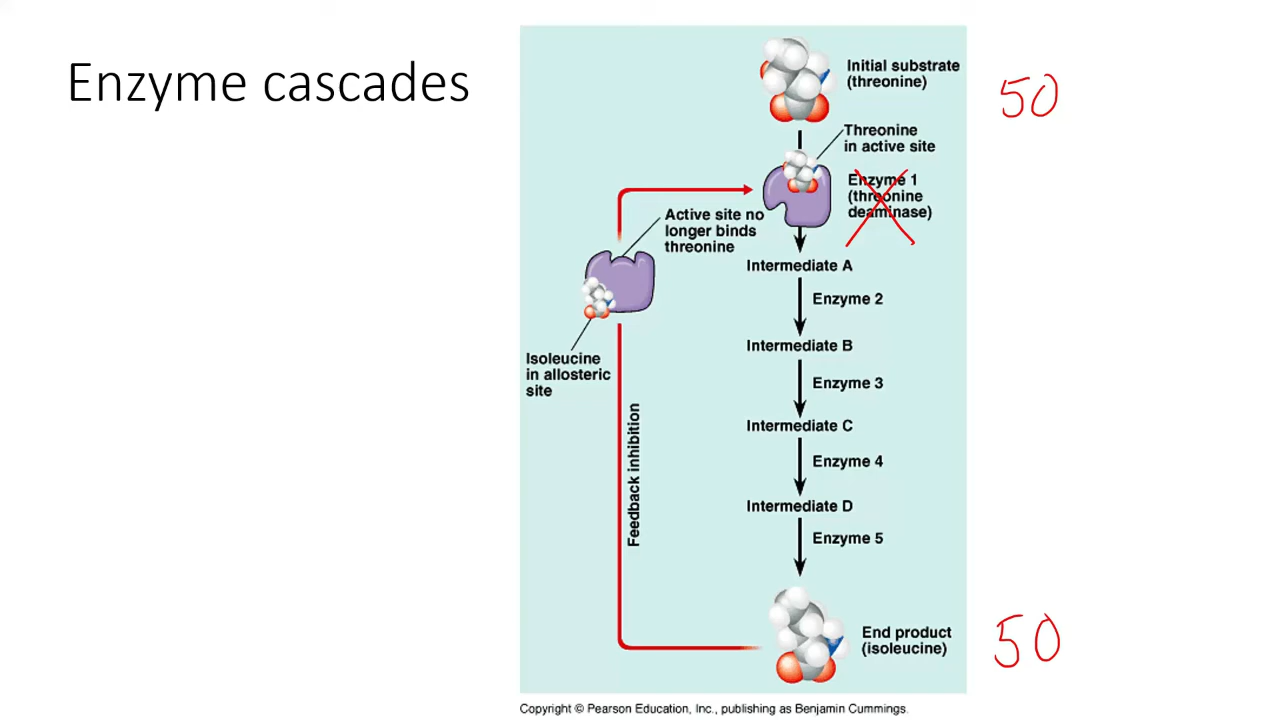 Enzyme cascades
Initial substrate
(threonine)
50
Threonine
in active site
Enzyme 1
(threonine
deaminase)
Active site no
longer binds
threonine
Intermediate A
Enzyme 2
Intermediate B
Isoleucine
in allosteric
site
Enzyme 3
Intermediate C
Feedback inhibition
Enzyme 4
Intermediate D
Enzyme 5
End product
(isoleucine)
50
Copyright © Pearson Education, Inc., publishing as Benjamin Cummings.